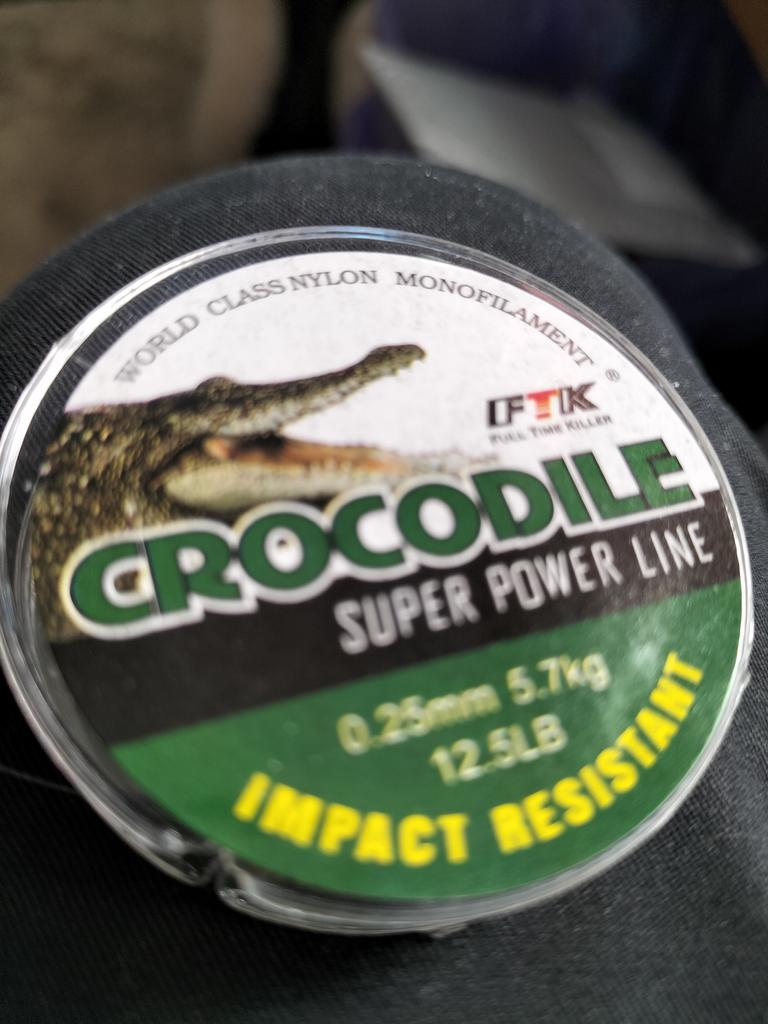 WORLD CLASS NYLON MONOFILAMENT
®
FTK
FULL TIME KILLER
CROCODILE
SUPER POWER LINE
0.25mm 5.7kg
12.5LB
IMPACT RESISTANT